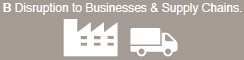 B Disruption to Businesses & Supply Chains.